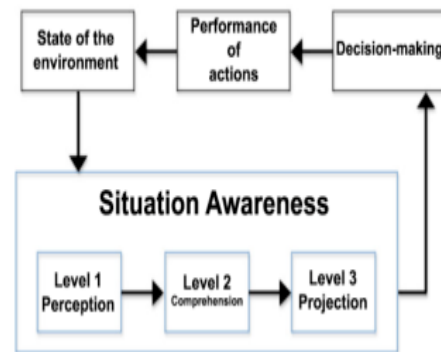 State of the
environment
Performance
of
actions
Decision-making
Situation Awareness
Level 1
Perception
Level 2
Comprehension
Level 3
Projection